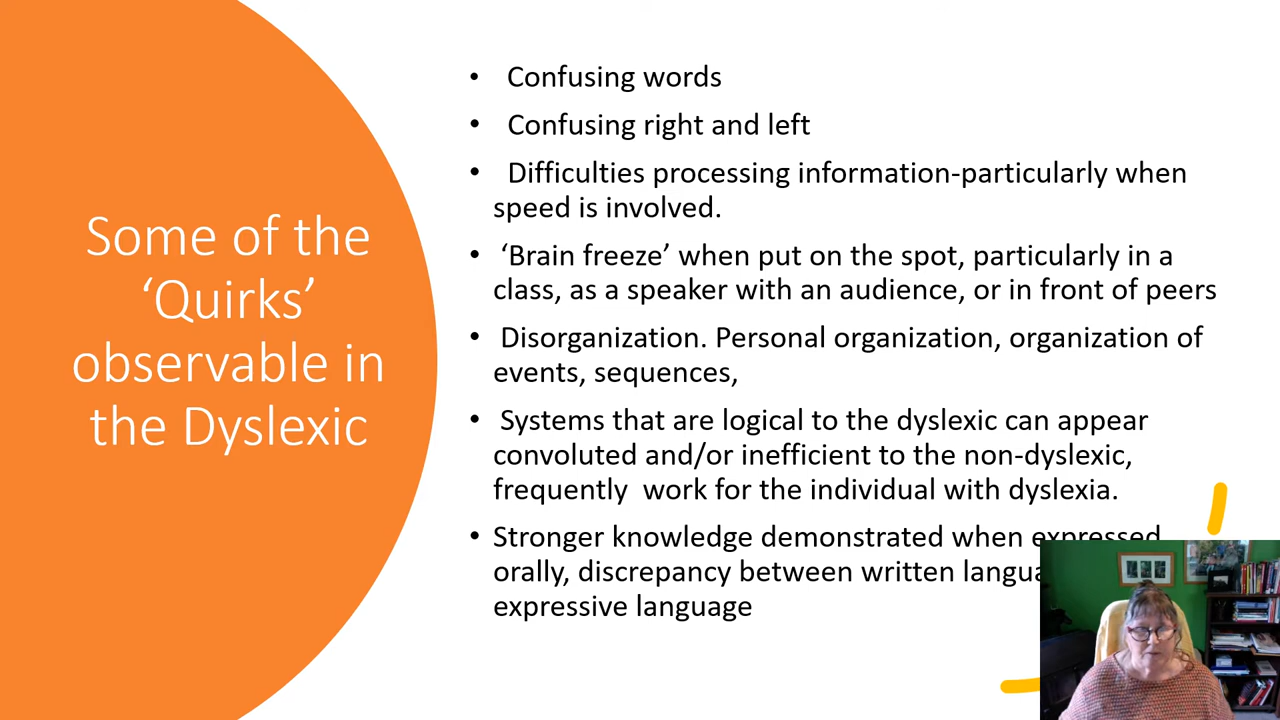 Some of the
‘Quirks’
observable in
the Dyslexic
• Confusing words
• Confusing right and left
• Difficulties processing information-particularly when
speed is involved.
• ‘Brain freeze’ when put on the spot, particularly in a
class, as a speaker with an audience, or in front of peers
• Disorganization. Personal organization, organization of
events, sequences,
• Systems that are logical to the dyslexic can appear
convoluted and/or inefficient to the non-dyslexic,
frequently work for the individual with dyslexia.
• Stronger knowledge demonstrated when expressed
orally, discrepancy between written
expressive language